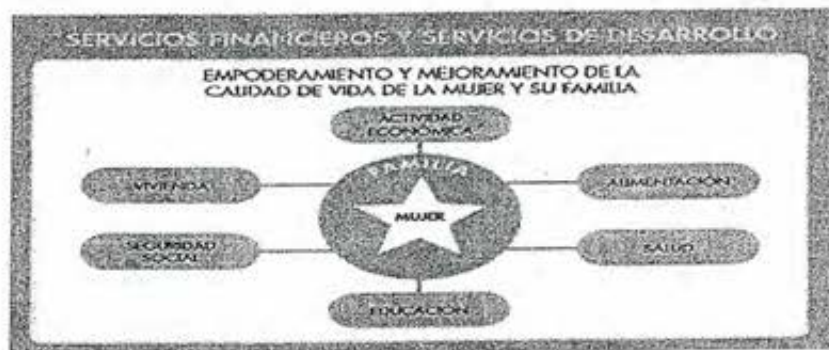 SERVICIOS FINANCIEROS Y SERVICIOS DE DESARROLLO
EMPODERAMIENTO Y MEJORAMIENTO DE LA
CALIDAD DE VIDA DE LA MUJER Y SU FAMILIA
ACTIVIDAD
ECONÓMICA
FAMILIA
VIVIENDA
ALIMENTACIÓN
MUJER
SEGURIDAD
SOCIAL
SALUD
EDUCACIÓN